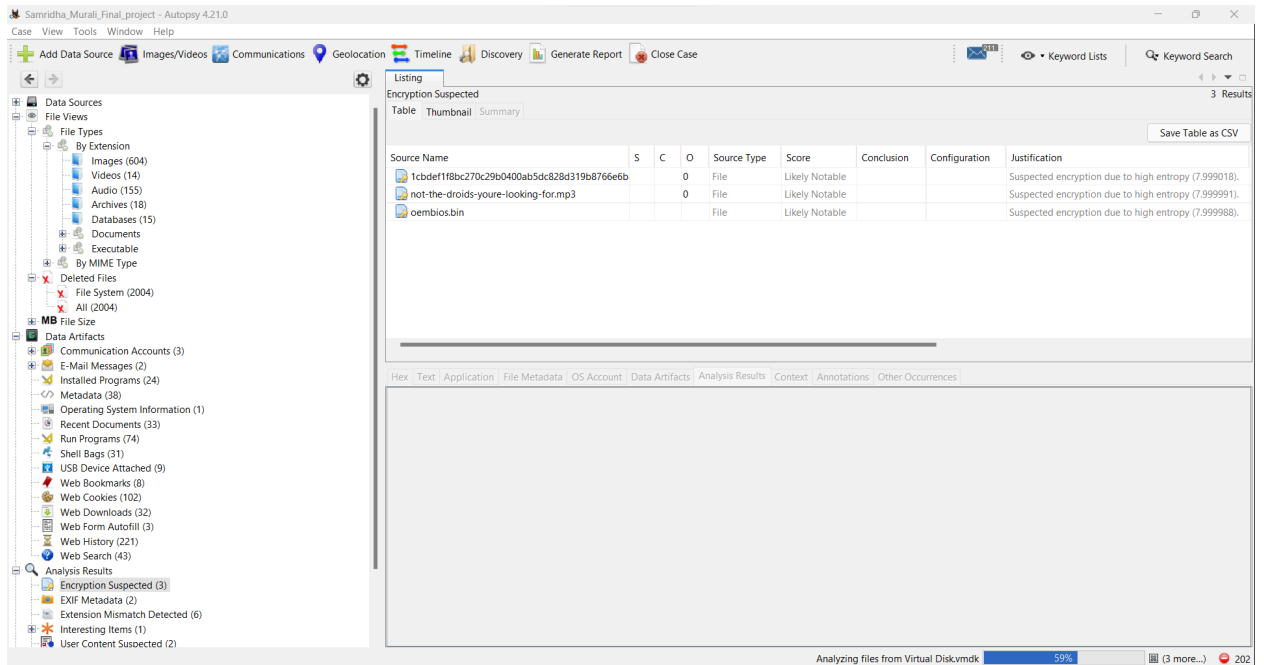 Samridha_Murali_Final_project - Autopsy 4.21.0
Case View Tools Window Help
Add Data Source Images/Videos Communications Geolocation Timeline Discovery Generate Report Close Case 211 Keyword Lists Keyword Search
Listing
Encryption Suspected 3 Results
Table Thumbnail Summary
Save Table as CSV
Source Name S C O Source Type Score Conclusion Configuration Justification
1cbdef1f8bc270c29b0400ab5dc828d319b8766e6b 0 File Likely Notable Suspected encryption due to high entropy (7.999018).
not-the-droids-youre-looking-for.mp3 0 File Likely Notable Suspected encryption due to high entropy (7.999991).
oembios.bin File Likely Notable Suspected encryption due to high entropy (7.999988).
Hex Text Application File Metadata OS Account Data Artifacts Analysis Results Context Annotations Other Occurrences
Data Sources
File Views
File Types
By Extension
Images (604)
Videos (14)
Audio (155)
Archives (18)
Databases (15)
Documents
Executable
By MIME Type
Deleted Files
File System (2004)
All (2004)
MB File Size
Data Artifacts
Communication Accounts (3)
E-Mail Messages (2)
Installed Programs (24)
Metadata (38)
Operating System Information (1)
Recent Documents (33)
Run Programs (74)
Shell Bags (31)
USB Device Attached (9)
Web Bookmarks (8)
Web Cookies (102)
Web Downloads (32)
Web Form Autofill (3)
Web History (221)
Web Search (43)
Analysis Results
Encryption Suspected (3)
EXIF Metadata (2)
Extension Mismatch Detected (6)
Interesting Items (1)
User Content Suspected (2)
Analyzing files from Virtual Disk.vmdk 59% (3 more...) 202